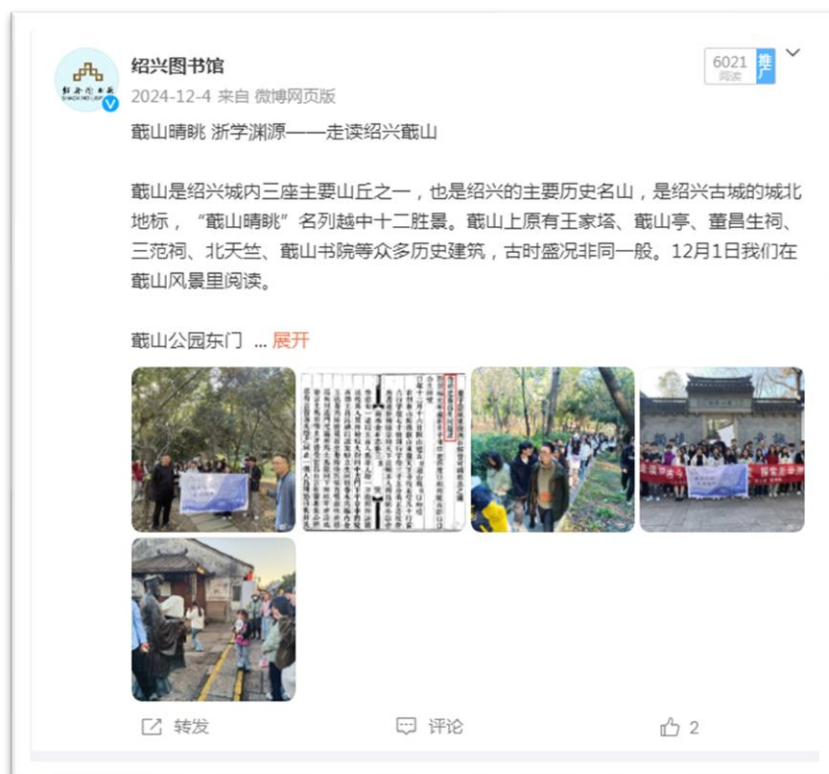 绍兴图书馆
2024-12-4 来自 微博网页版
6021
阅读
推广
蕺山晴眺 浙学渊源——走读绍兴蕺山
蕺山是绍兴城内三座主要山丘之一，也是绍兴的主要历史名山，是绍兴古城的城北
地标，“蕺山晴眺”名列越中十二胜景。蕺山上原有王家塔、蕺山亭、董昌生祠、
三范祠、北天竺、蕺山书院等众多历史建筑，古时盛况非同一般。12月1日我们在
蕺山风景里阅读。
蕺山公园东门 ... 展开
转发
评论
2